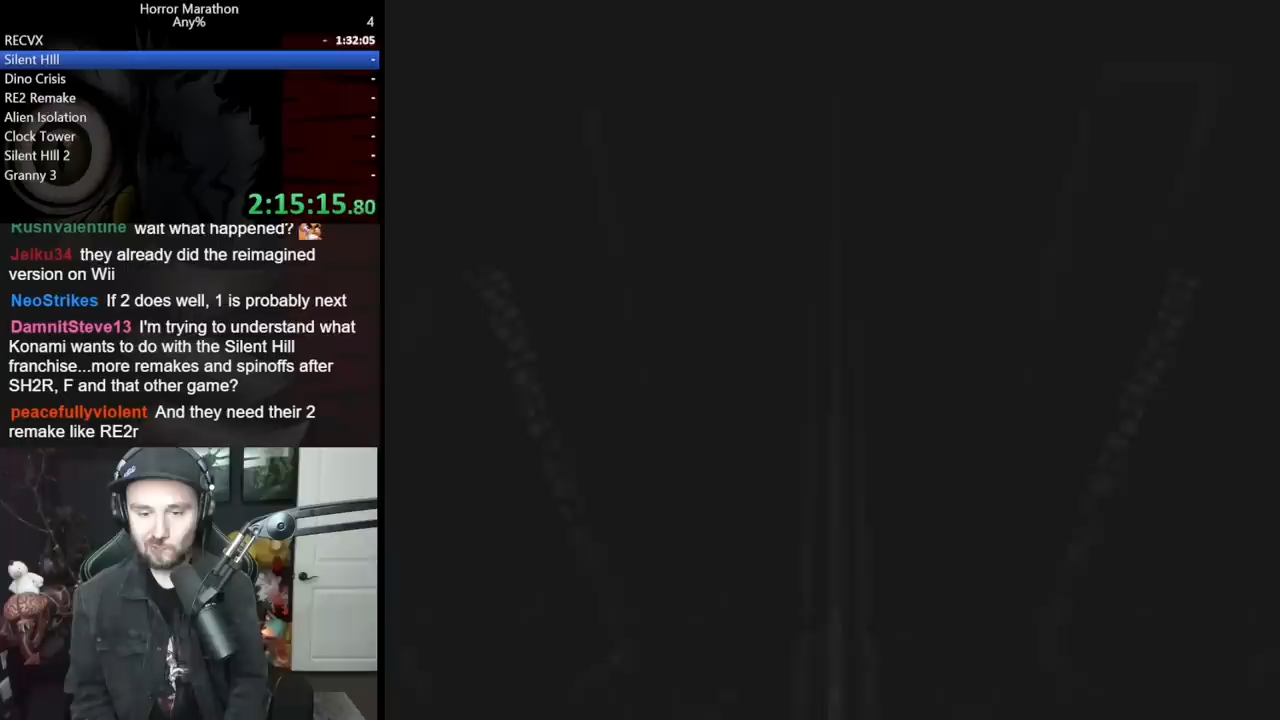 Horror Marathon
Any%
4
RECVX - 1:32:05
Silent HIll -
Dino Crisis -
RE2 Remake -
Alien Isolation -
Clock Tower -
Silent HIll 2 -
Granny 3 -
2:15:15.80
RushValentine wait what happened?
Jeiku34 they already did the reimagined
version on Wii
NeoStrikes If 2 does well, 1 is probably next
DamnitSteve13 I'm trying to understand what
Konami wants to do with the Silent Hill
franchise...more remakes and spinoffs after
SH2R, F and that other game?
peacefullyviolent And they need their 2
remake like RE2r